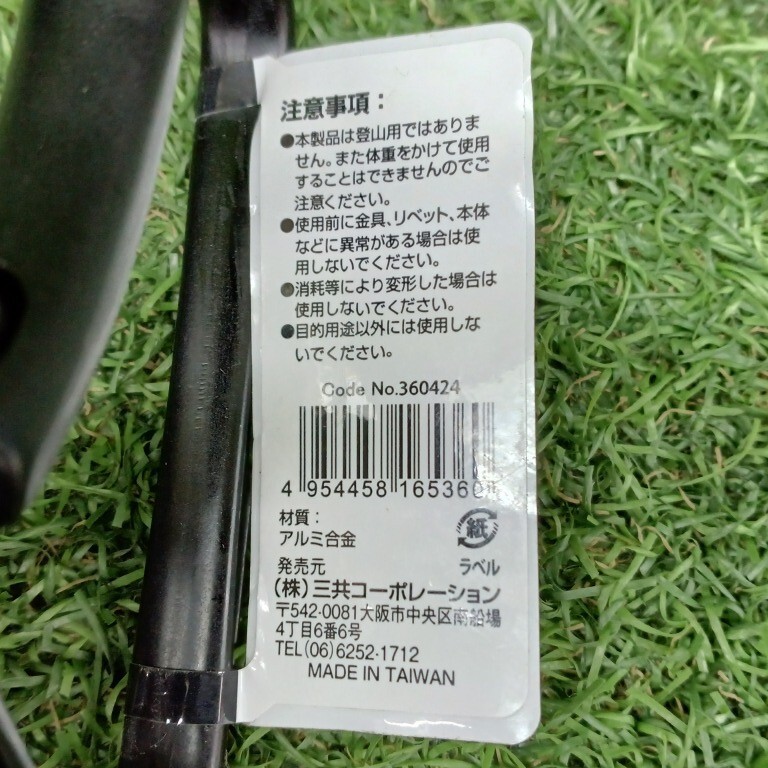 注意事項：
●本製品は登山用ではありま
せん。また体重をかけて使用
することはできませんのでご
注意ください。
●使用前に金具、リベット、本体
などに異常がある場合は使
用しないでください。
●消耗等により変形した場合は
使用しないでください。
●目的用途以外には使用しな
いでください。
Code No.360424
4 954458 165360
材質：
アルミ合金
紙
発売元
ラベル
(株)三共コーポレーション
〒542-0081大阪市中央区南船場
4丁目6番6号
TEL(06)6252-1712
MADE IN TAIWAN